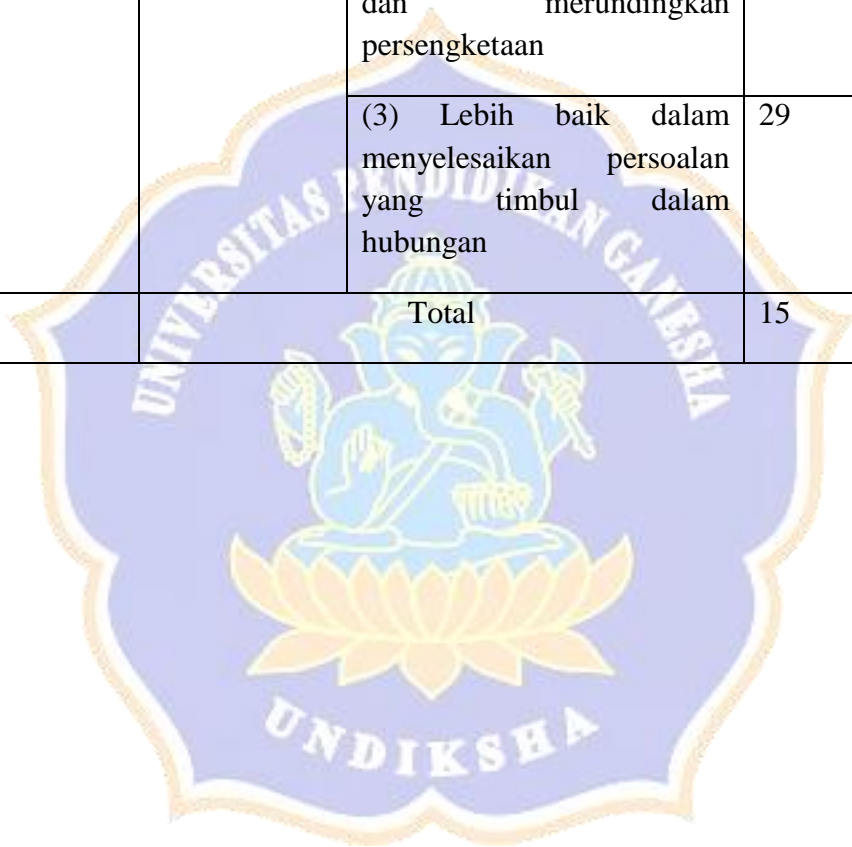 dan merundingkan
persengketaan
(3) Lebih baik dalam
menyelesaikan persoalan
yang timbul dalam
hubungan
29
Total
15
UNIVERSITAS PENDIDIKAN GANESHA
UNDIKSHA